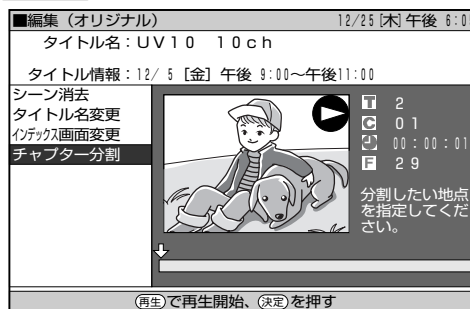 ■編集（オリジナル） 12/25[木]午後 6:0
タイトル名：UV10 10ch
タイトル情報：12/ 5 [金] 午後 9:00～午後11:00
シーン消去
タイトル名変更
インデックス画面変更
チャプター分割
T 2
C 01
00：00：01
F 29
分割したい地点
を指定してくだ
さい。
再生で再生開始、決定を押す